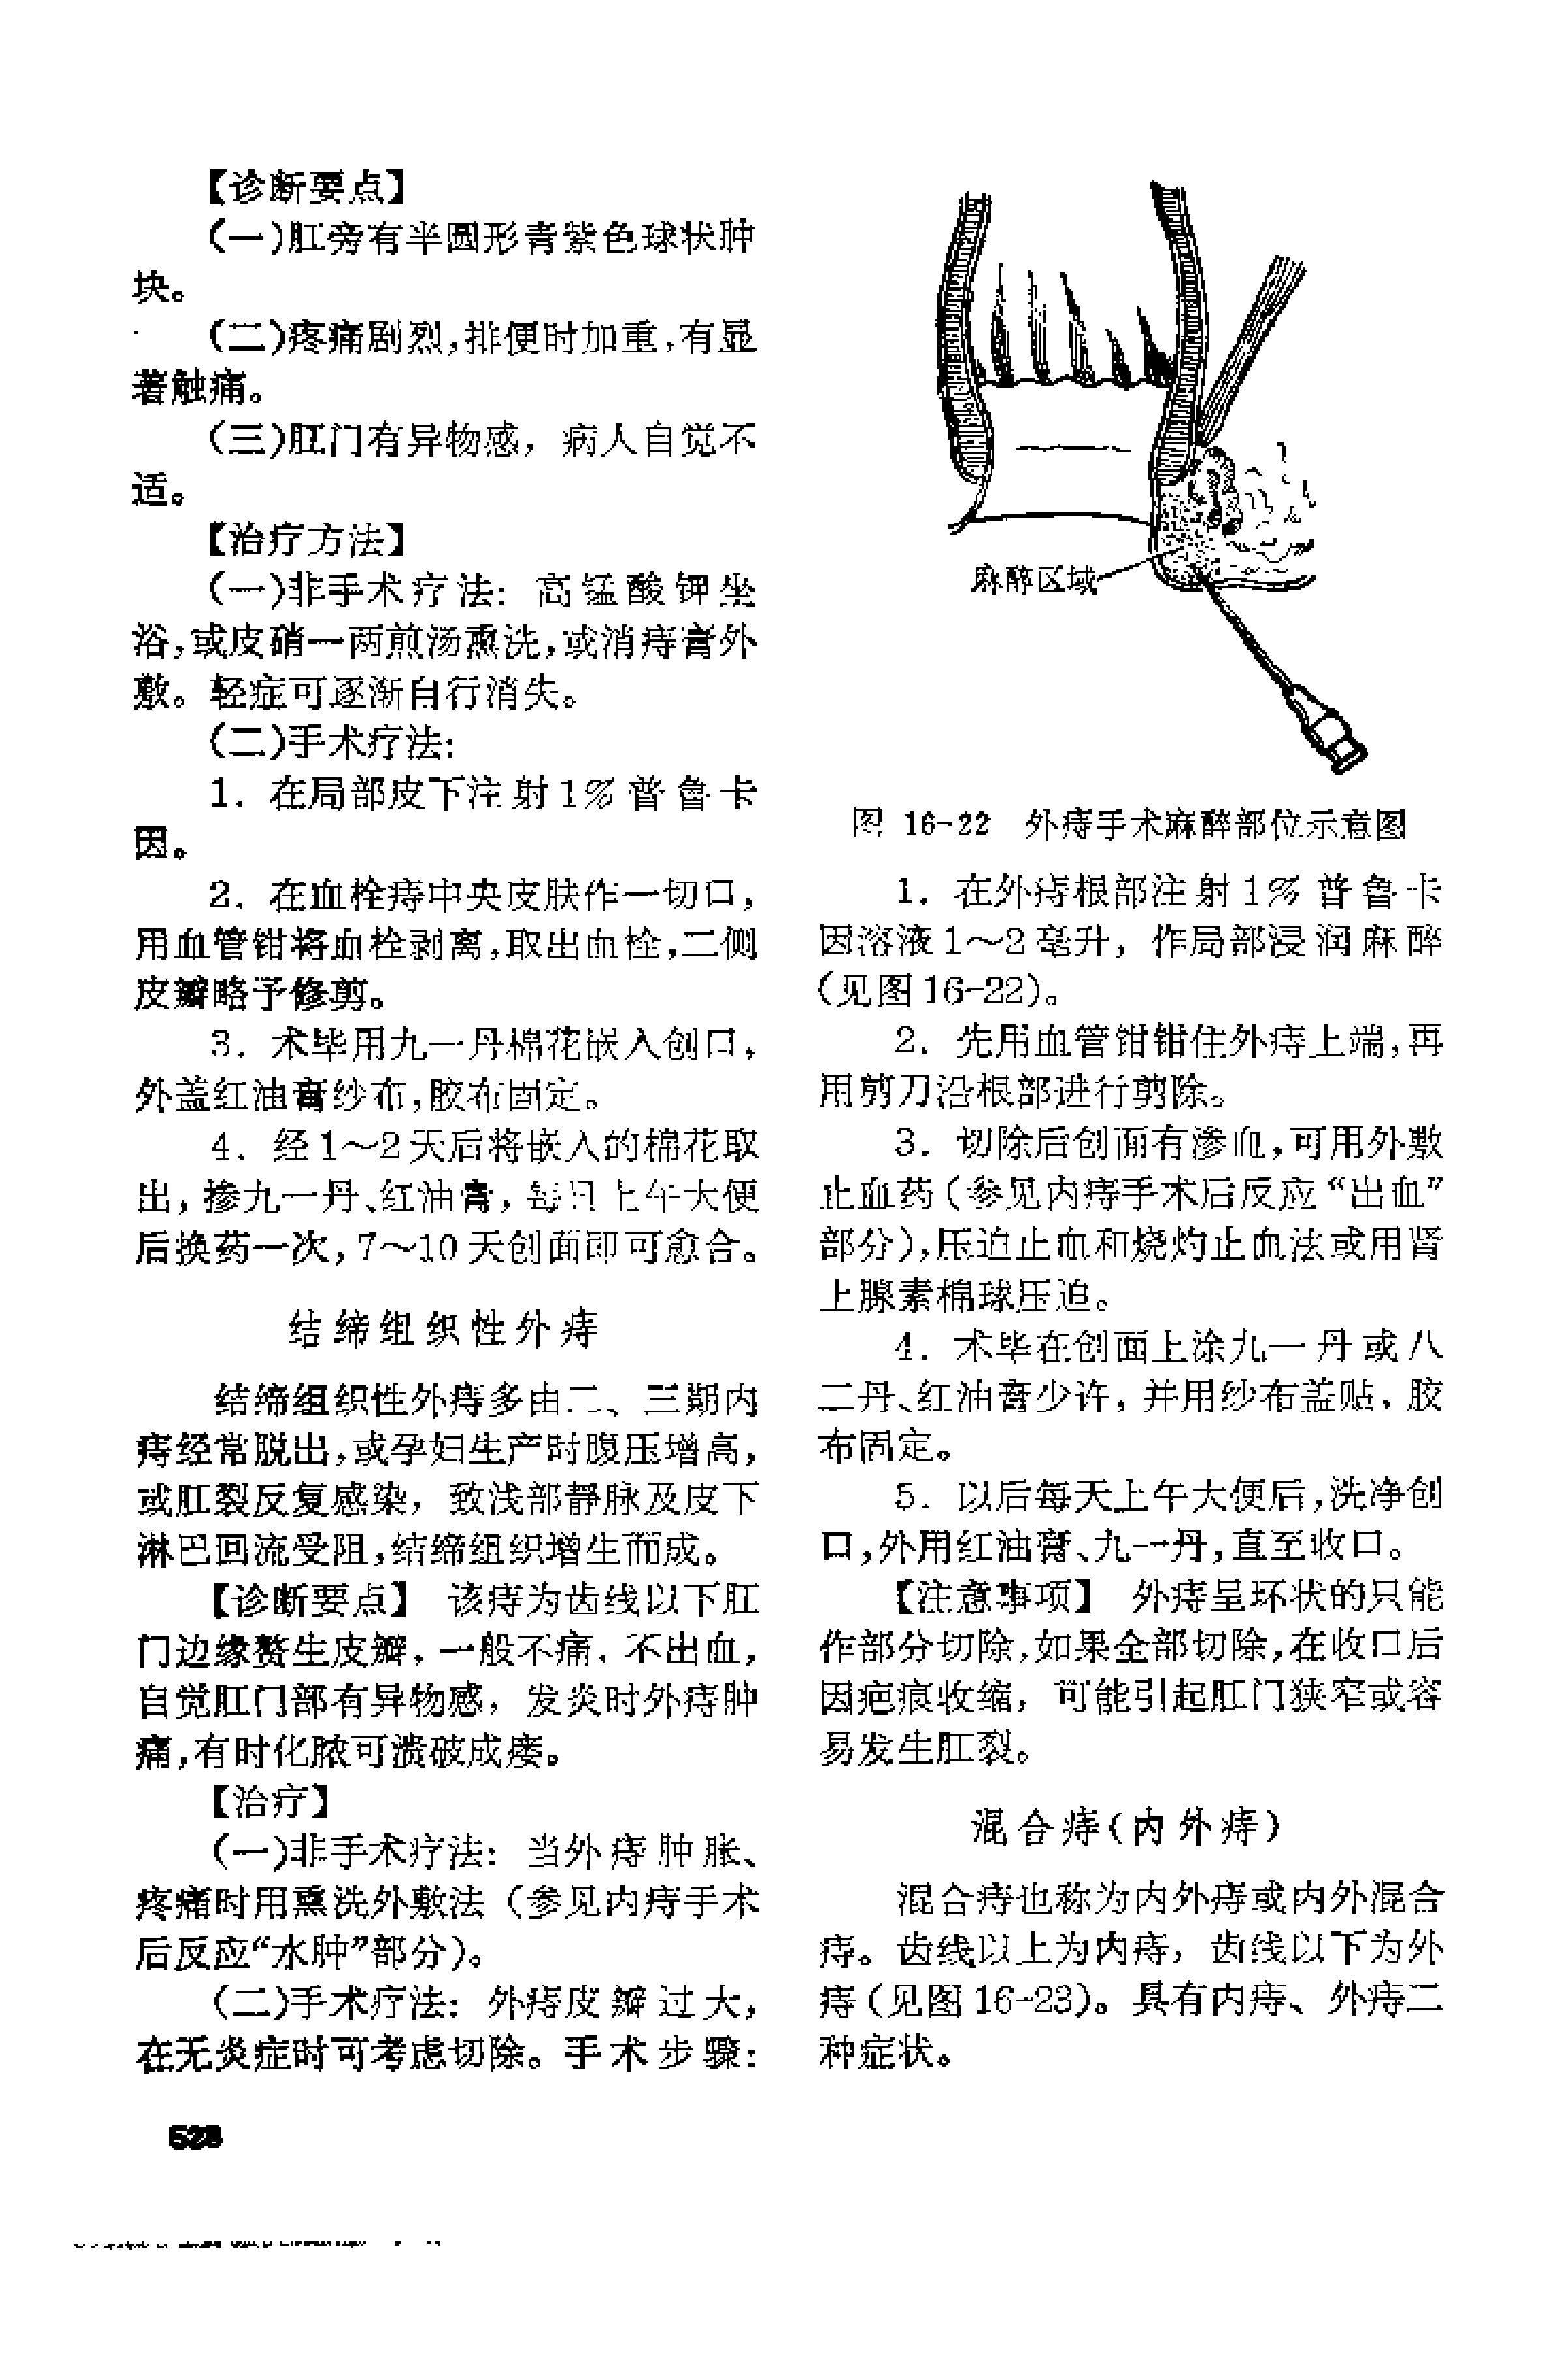 【诊断要点】
(一)肛旁有半圆形青紫色球状肿
块。
(二)疼痛剧烈,排便时加重,有显
著触痛。
(三)肛门有异物感，病人自觉不
适。
【治疗方法】
(一)非手术疗法：高锰酸钾坐
浴,或皮硝一两煎汤熏洗,或消痔膏外
敷。轻症可逐渐自行消失。
(二)手术疗法:
1. 在局部皮下注射1% 普鲁卡
因。
2. 在血栓痔中央皮肤作一切口，
用血管钳将血栓剥离,取出血栓,二侧
皮瓣略予修剪。
3. 术毕用九一丹棉花嵌入创口，
外盖红油膏纱布,胶布固定。
4. 经1～2天后将嵌入的棉花取
出，掺九一丹、红油膏，每日上午大便
后换药一次，7～10 天创面即可愈合。
结缔组织性外痔
结缔组织性外痔多由二、三期内
痔经常脱出,或孕妇生产时腹压增高，
或肛裂反复感染，致浅部静脉及皮下
淋巴回流受阻,结缔组织增生而成。
【诊断要点】 该痔为齿线以下肛
门边缘赘生皮瓣，一般不痛，不出血，
自觉肛门部有异物感，发炎时外痔肿
痛,有时化脓可溃破成瘘。
【治疗】
(一)非手术疗法：当外痔肿胀、
疼痛时用熏洗外敷法（参见内痔手术
后反应“水肿”部分)。
(二)手术疗法：外痔皮瓣过大，
在无炎症时可考虑切除。手术步骤：
528
麻醉区域
图 16-22 外痔手术麻醉部位示意图
1. 在外痔根部注射1% 普鲁卡
因溶液1～2毫升，作局部浸润麻醉
(见图16-22)。
2. 先用血管钳钳住外痔上端,再
用剪刀沿根部进行剪除。
3. 切除后创面有渗血,可用外敷
止血药（参见内痔手术后反应“出血”
部分),压迫止血和烧灼止血法或用肾
上腺素棉球压迫。
4. 术毕在创面上涂九一丹或八
二丹、红油膏少许，并用纱布盖贴，胶
布固定。
5. 以后每天上午大便后,洗净创
口,外用红油膏、九一丹,直至收口。
【注意事项】 外痔呈环状的只能
作部分切除,如果全部切除,在收口后
因疤痕收缩，可能引起肛门狭窄或容
易发生肛裂。
混合痔(内外痔)
混合痔也称为内外痔或内外混合
痔。齿线以上为内痔，齿线以下为外
痔(见图 16-23)。具有内痔、外痔二
种症状。